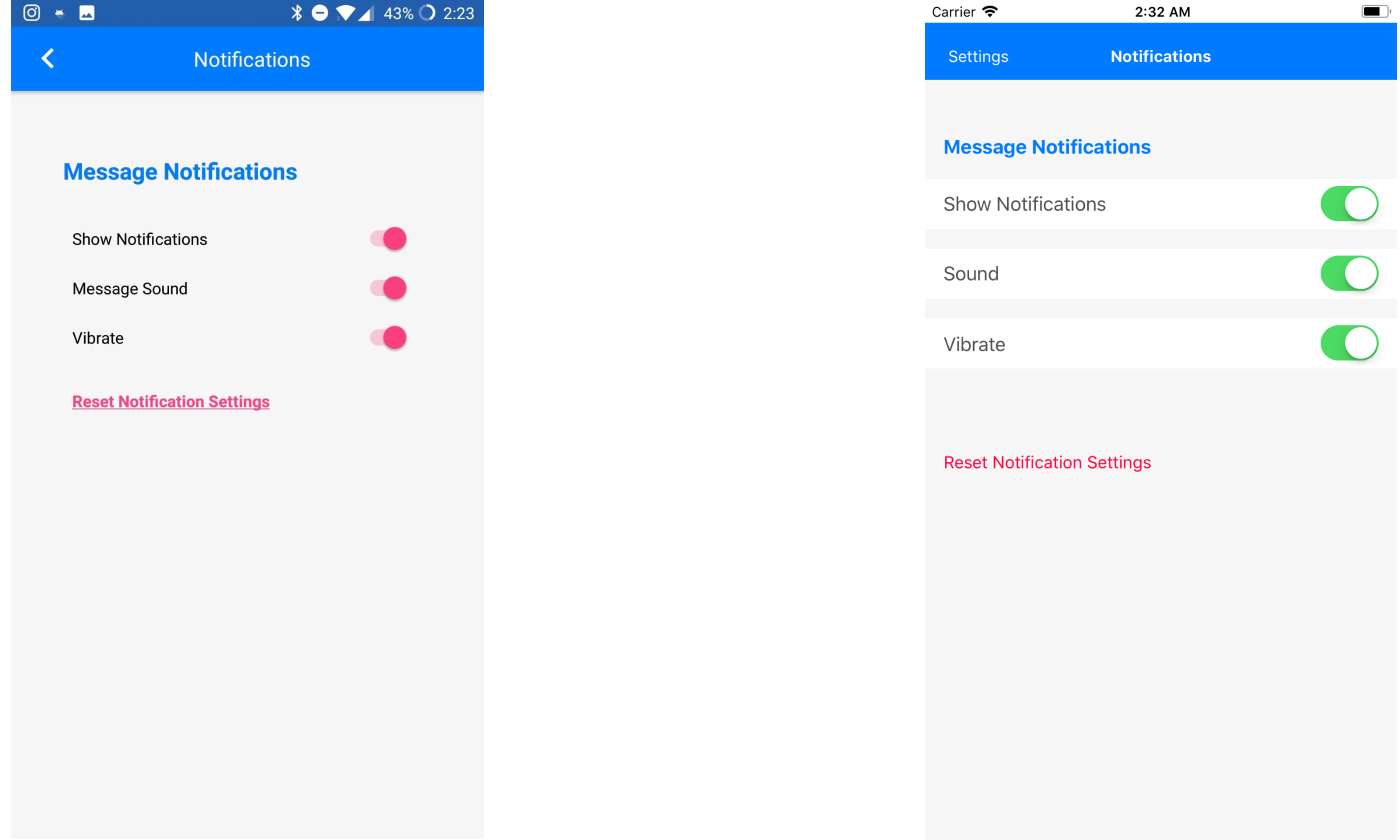 43% 2:23
Notifications
Message Notifications
Show Notifications
Message Sound
Vibrate
Reset Notification Settings
Carrier 2:32 AM
Settings Notifications
Message Notifications
Show Notifications
Sound
Vibrate
Reset Notification Settings